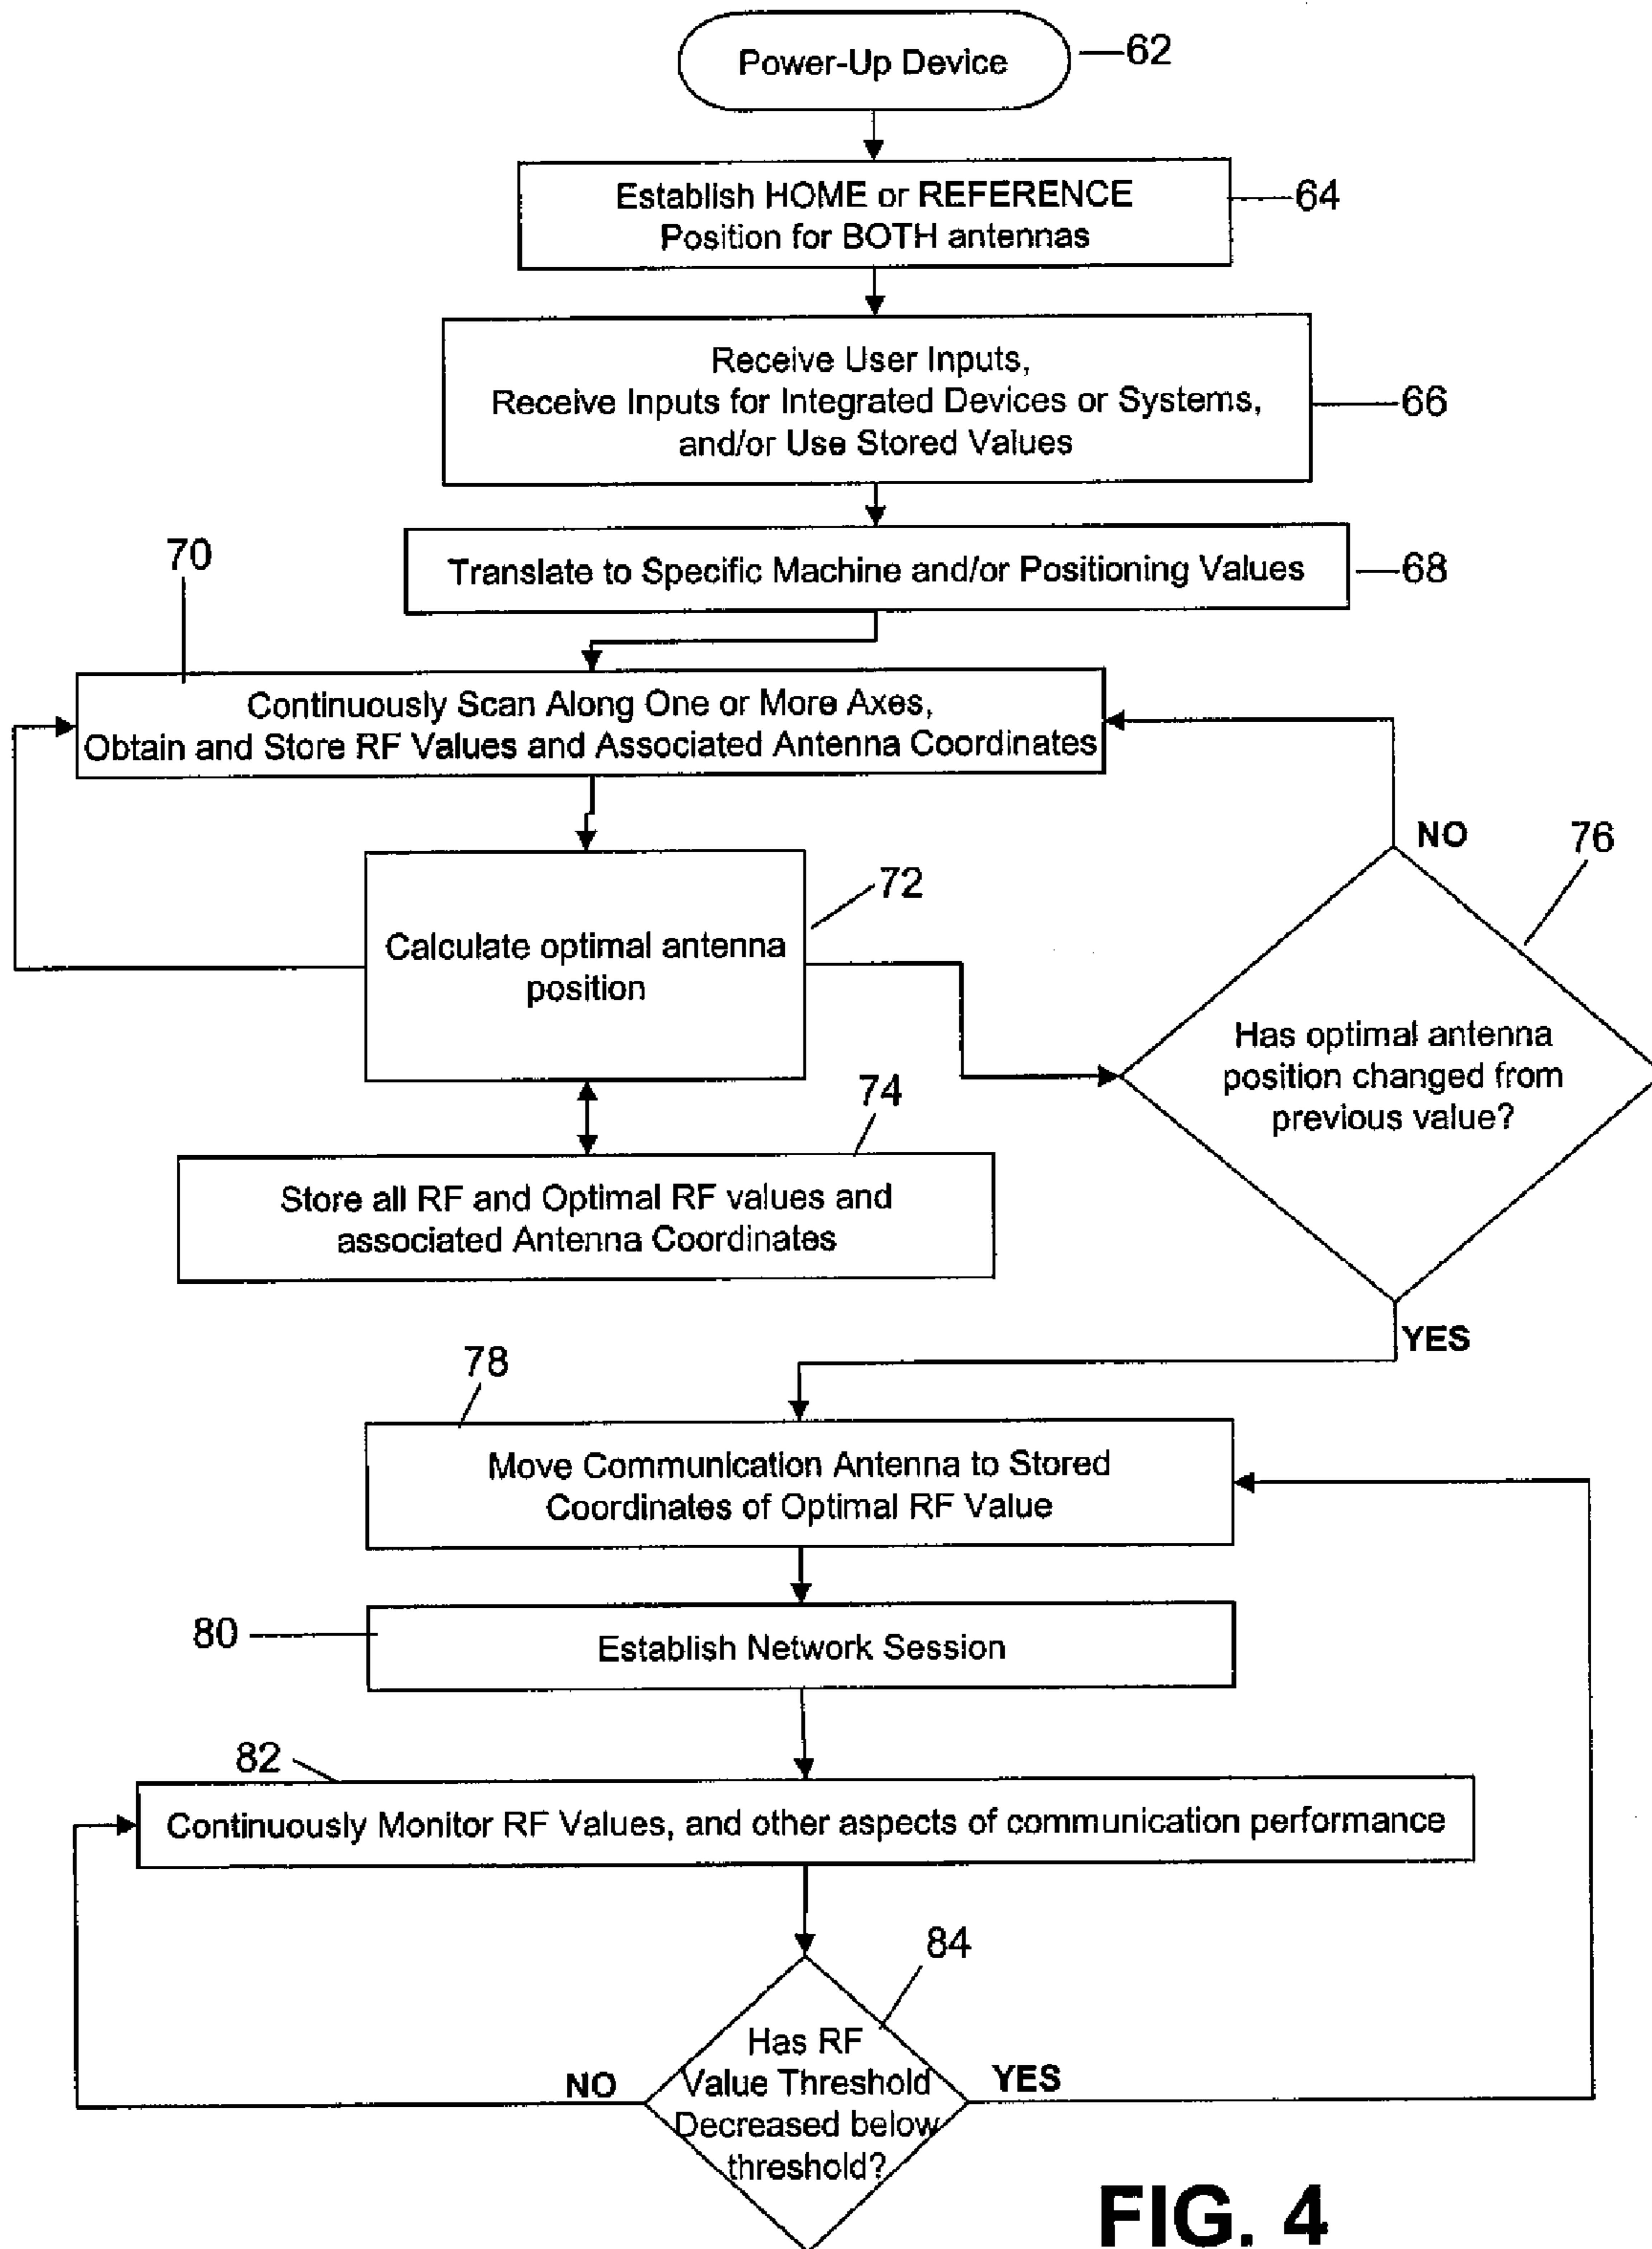 Power-Up Device
62
Establish HOME or REFERENCE
Position for BOTH antennas
64
Receive User Inputs,
Receive Inputs for Integrated Devices or Systems,
and/or Use Stored Values
66
Translate to Specific Machine and/or Positioning Values
68
70
Continuously Scan Along One or More Axes,
Obtain and Store RF Values and Associated Antenna Coordinates
72
Calculate optimal antenna
position
NO
76
Has optimal antenna
position changed from
previous value?
YES
74
Store all RF and Optimal RF values and
associated Antenna Coordinates
78
Move Communication Antenna to Stored
Coordinates of Optimal RF Value
80
Establish Network Session
82
Continuously Monitor RF Values, and other aspects of communication performance
84
Has RF
Value Threshold
Decreased below
threshold?
NO
YES
FIG. 4